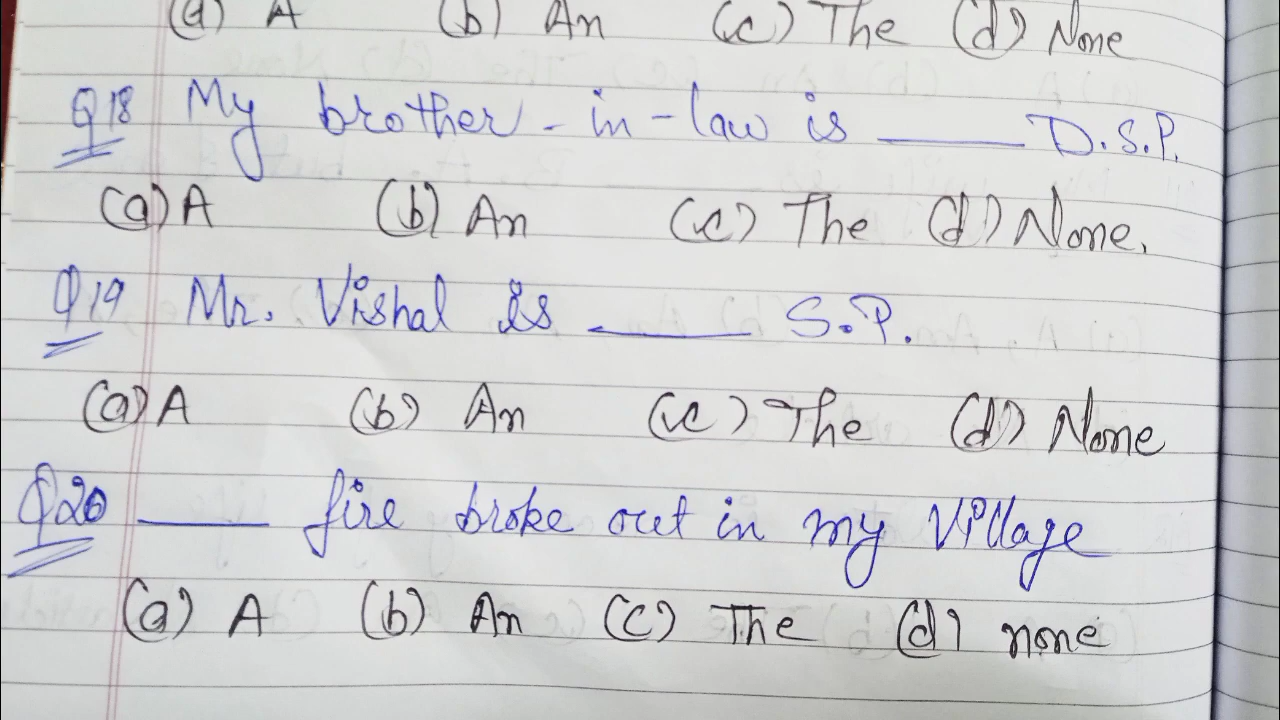 (a) A (b) An (c) The (d) None
Q18 My brother-in-law is ____ D.S.P.
(a) A (b) An (c) The (d) None.
Q19 Mr. Vishal is ____ S.P.
(a) A (b) An (c) The (d) None
Q20 ____ fire broke out in my Village
(a) A (b) An (c) The (d) none